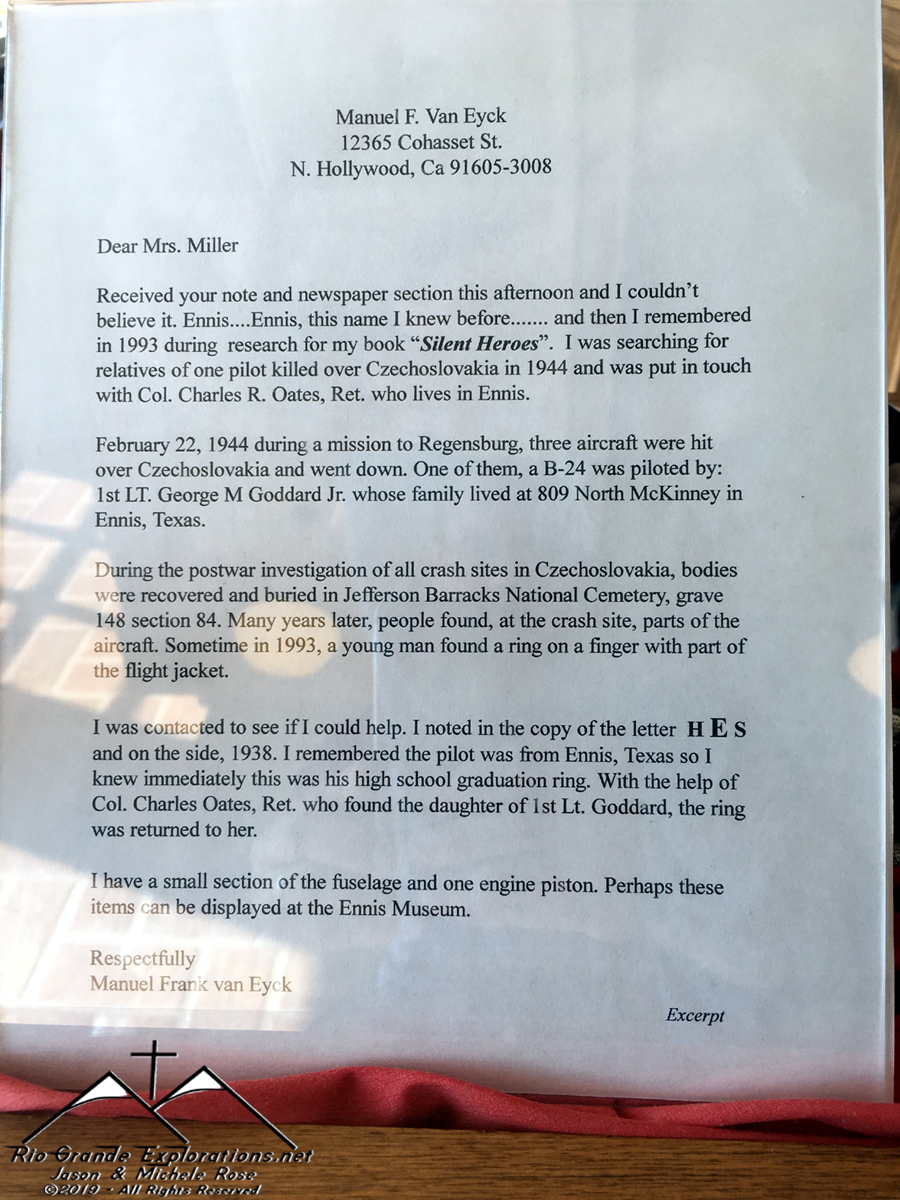 Manuel F. Van Eyck
12365 Cohasset St.
N. Hollywood, Ca 91605-3008
Dear Mrs. Miller
Received your note and newspaper section this afternoon and I couldn't
believe it. Ennis....Ennis, this name I knew before....... and then I remembered
in 1993 during research for my book “Silent Heroes”. I was searching for
relatives of one pilot killed over Czechoslovakia in 1944 and was put in touch
with Col. Charles R. Oates, Ret. who lives in Ennis.
February 22, 1944 during a mission to Regensburg, three aircraft were hit
over Czechoslovakia and went down. One of them, a B-24 was piloted by:
1st LT. George M Goddard Jr. whose family lived at 809 North McKinney in
Ennis, Texas.
During the postwar investigation of all crash sites in Czechoslovakia, bodies
were recovered and buried in Jefferson Barracks National Cemetery, grave
148 section 84. Many years later, people found, at the crash site, parts of the
aircraft. Sometime in 1993, a young man found a ring on a finger with part of
the flight jacket.
I was contacted to see if I could help. I noted in the copy of the letter H E S
and on the side, 1938. I remembered the pilot was from Ennis, Texas so I
knew immediately this was his high school graduation ring. With the help of
Col. Charles Oates, Ret. who found the daughter of 1st Lt. Goddard, the ring
was returned to her.
I have a small section of the fuselage and one engine piston. Perhaps these
items can be displayed at the Ennis Museum.
Respectfully
Manuel Frank van Eyck
Excerpt
Rio Grande Explorations.net
Jason & Michele Rose
©2019 - All Rights Reserved